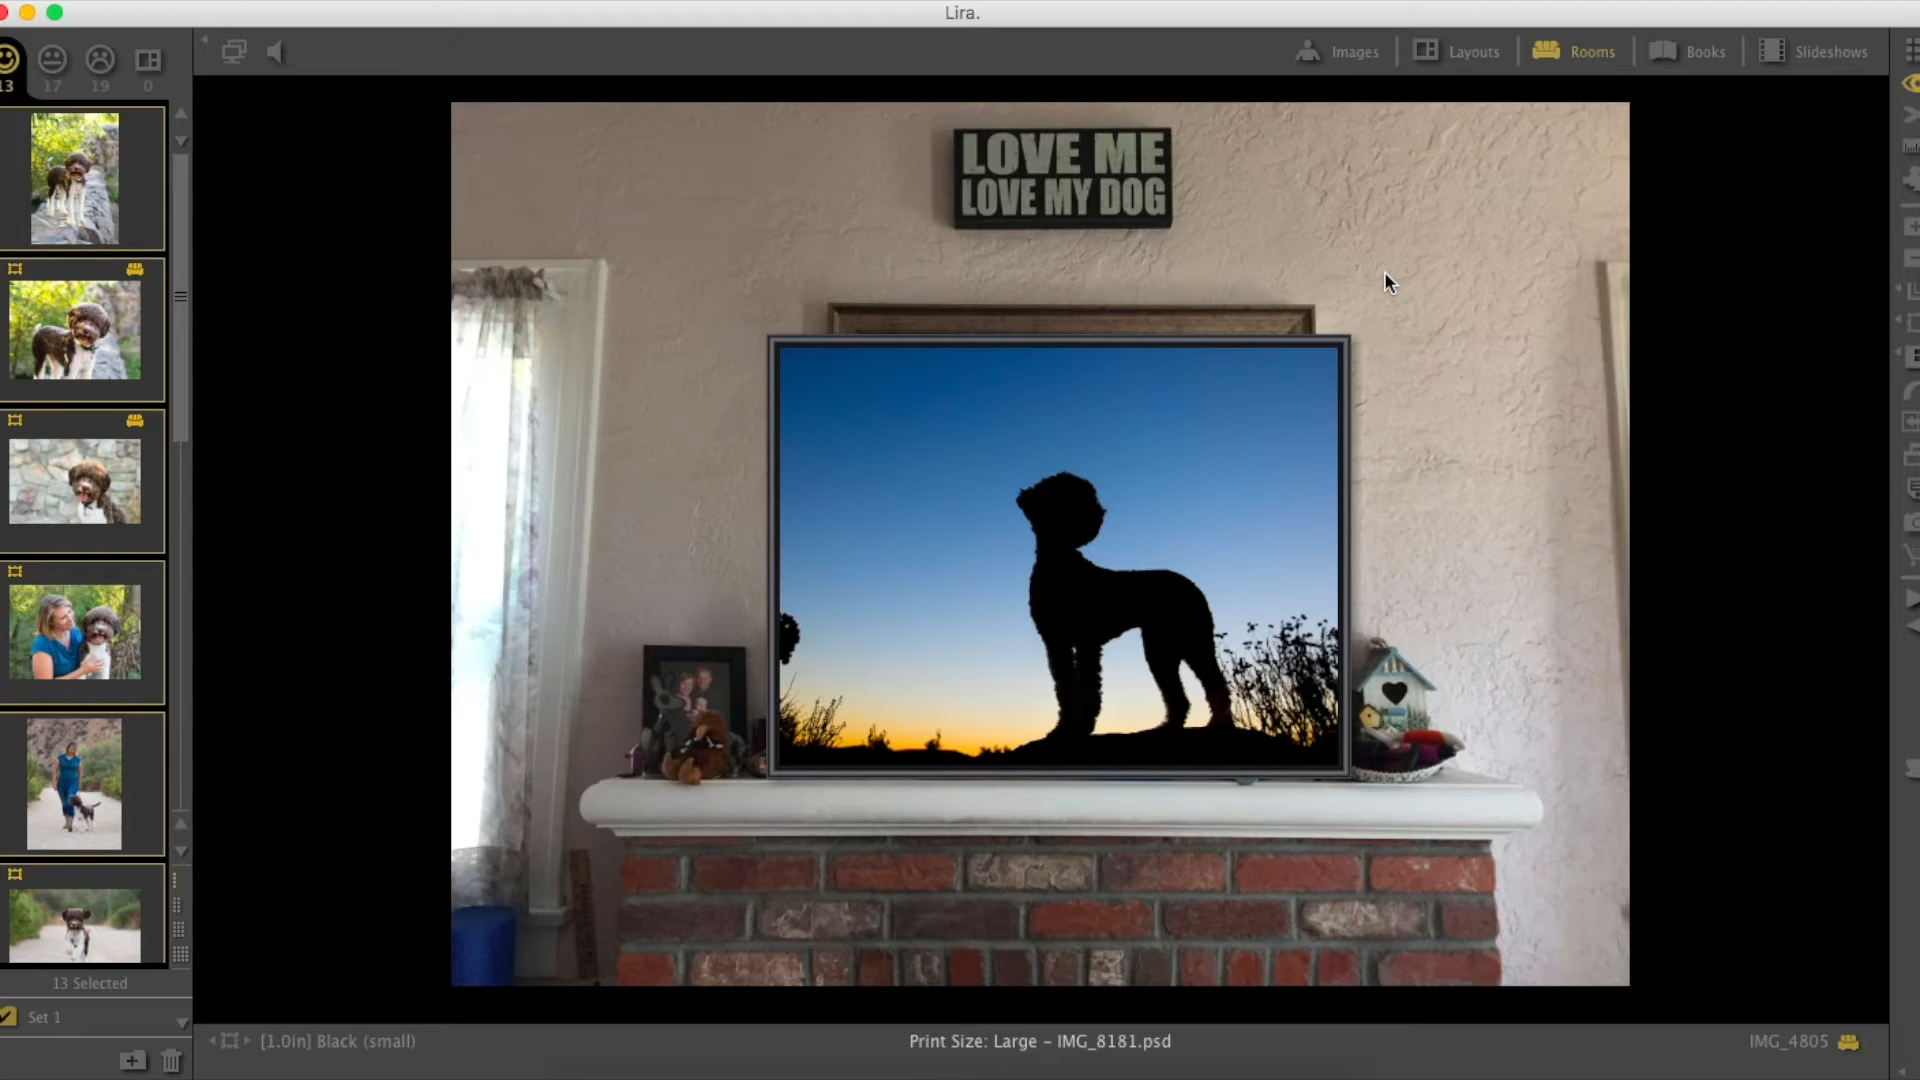 Lira.
13
17
19
0
Images
Layouts
Rooms
Books
Slideshows
LOVE ME
LOVE MY DOG
13 Selected
Set 1
[1.0in] Black (small)
Print Size: Large – IMG_8181.psd
IMG_4805